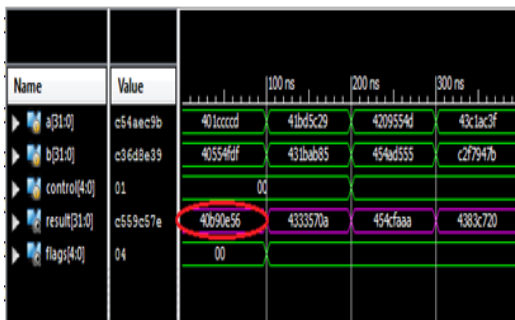 100 ns 200 ns 300 ns
Name Value
a[31:0] c54aec9b 401ccccd 41bd5c29 4209554d 43c1ac3f
b[31:0] c36d8e39 40554fdf 431bab85 454ad555 c2f7947b
control[4:0] 01 00
result[31:0] c559c57e 40b90e56 4333570a 454cfaaa 4383c720
flags[4:0] 04 00